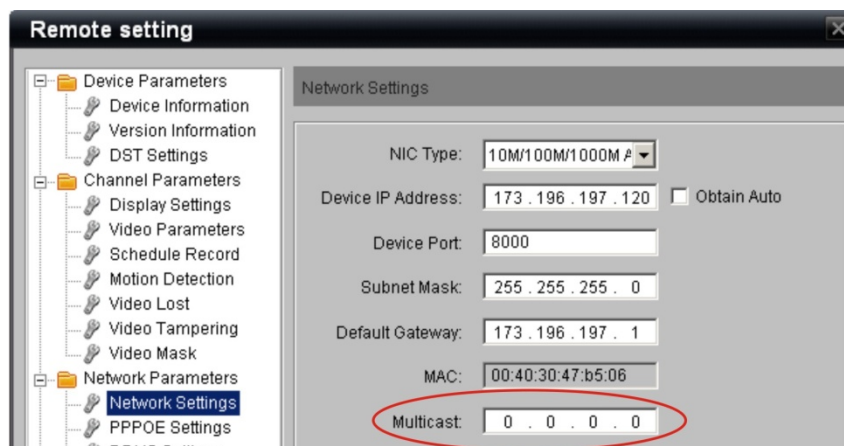 Remote setting
Device Parameters
Device Information
Version Information
DST Settings
Channel Parameters
Display Settings
Video Parameters
Schedule Record
Motion Detection
Video Lost
Video Tampering
Video Mask
Network Parameters
Network Settings
PPPOE Settings
Network Settings
NIC Type: 10M/100M/1000M
Device IP Address: 173 . 196 . 197 . 120 Obtain Auto
Device Port: 8000
Subnet Mask: 255 . 255 . 255 . 0
Default Gateway: 173 . 196 . 197 . 1
MAC: 00:40:30:47:b5:06
Multicast: 0 . 0 . 0 . 0